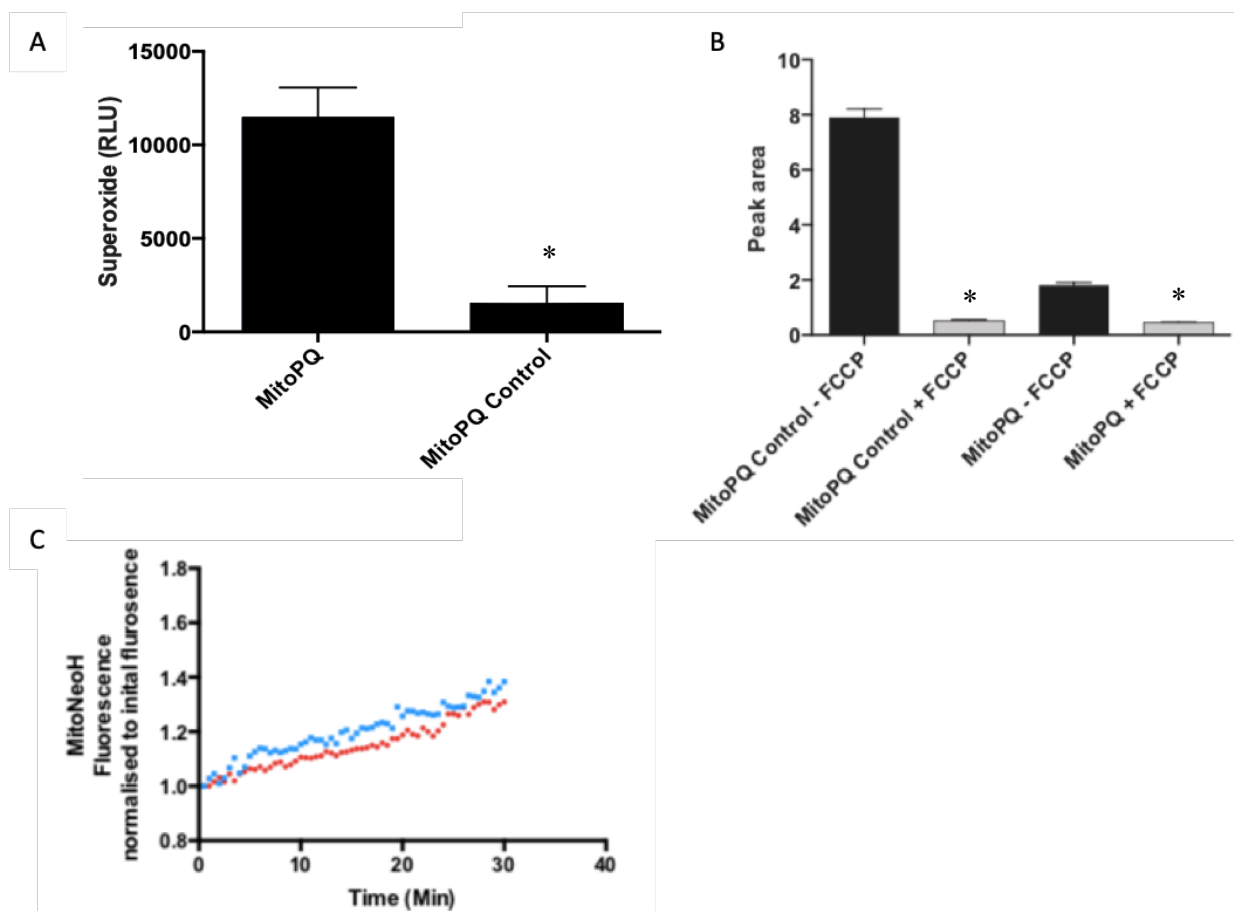 A
15000
10000
5000
0
Superoxide (RLU)
*
MitoPQ
MitoPQ Control
B
10
8
6
4
2
0
Peak area
*
*
MitoPQ Control - FCCP
MitoPQ Control + FCCP
MitoPQ - FCCP
MitoPQ + FCCP
C
MitoNeoH
Fluorescence
normalised to inital flurosence
1.8
1.6
1.4
1.2
1.0
0.8
0
10
20
30
40
Time (Min)